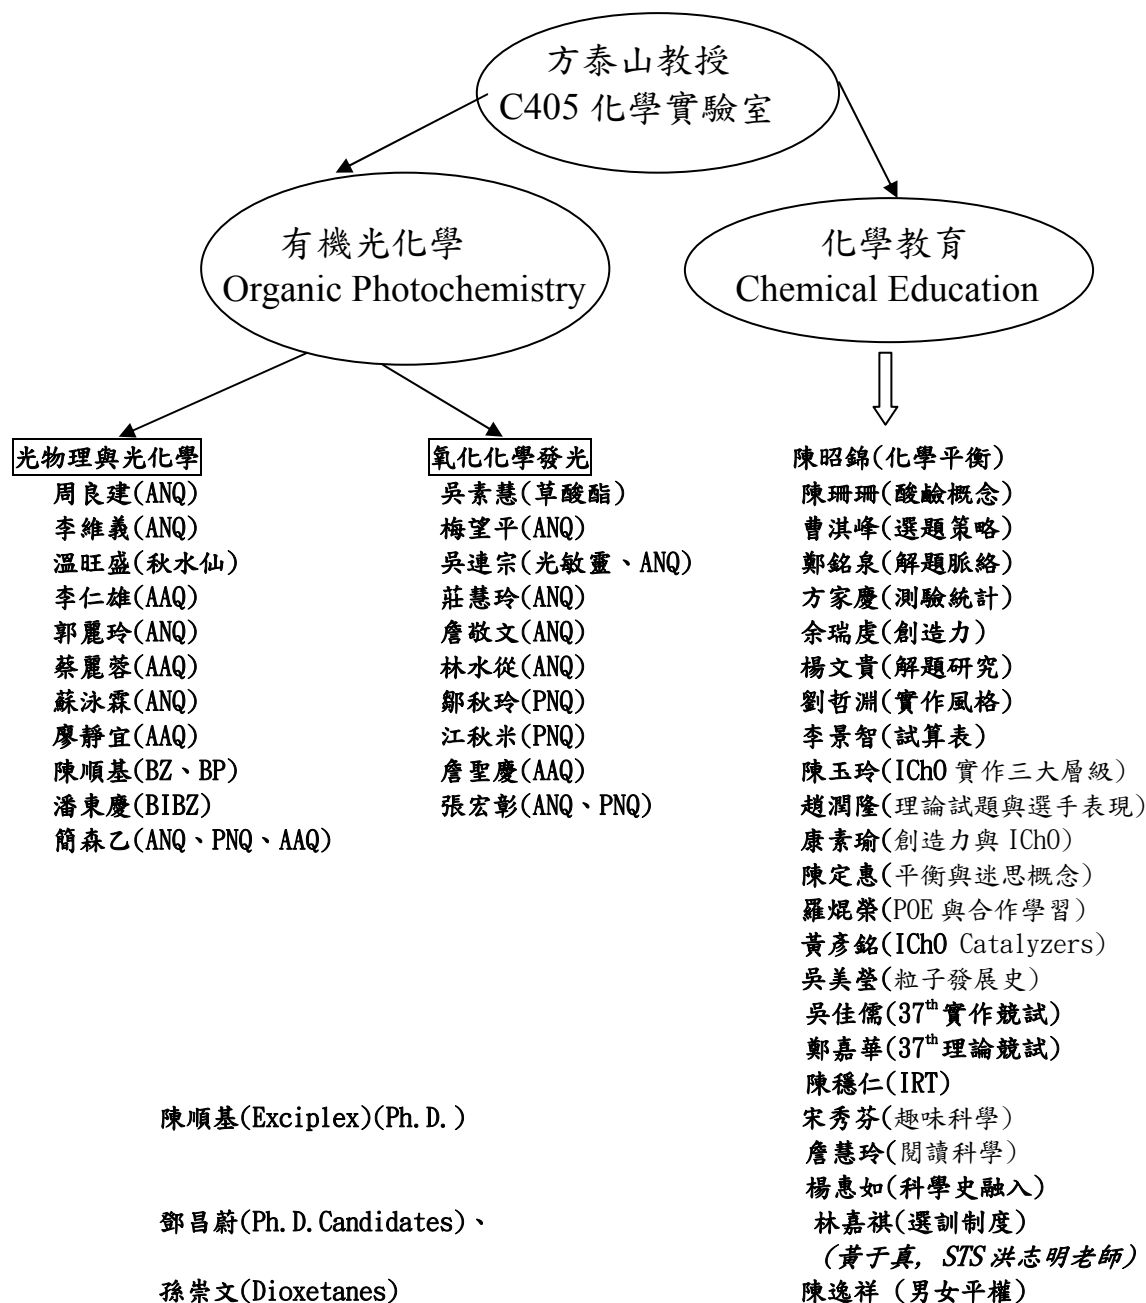 方泰山教授
C405 化學實驗室
有機光化學
Organic Photochemistry
化學教育
Chemical Education
光物理與光化學
周良建(ANQ)
李維義(ANQ)
溫旺盛(秋水仙)
李仁雄(AAQ)
郭麗玲(ANQ)
蔡麗蓉(AAQ)
蘇泳霖(ANQ)
廖靜宜(AAQ)
陳順基(BZ、BP)
潘東慶(BIBZ)
簡森乙(ANQ、PNQ、AAQ)
氧化化學發光
吳素慧(草酸酯)
梅望平(ANQ)
吳連宗(光敏靈、ANQ)
莊慧玲(ANQ)
詹敬文(ANQ)
林水從(ANQ)
鄒秋玲(PNQ)
江秋米(PNQ)
詹聖慶(AAQ)
張宏彰(ANQ、PNQ)
陳順基(Exciplex)(Ph.D.)
鄧昌蔚(Ph.D.Candidates)、
孫崇文(Dioxetanes)
陳昭錦(化學平衡)
陳珊珊(酸鹼概念)
曹淇峰(選題策略)
鄭銘泉(解題脈絡)
方家慶(測驗統計)
余瑞虔(創造力)
楊文貴(解題研究)
劉哲淵(實作風格)
李景智(試算表)
陳玉玲(IChO 實作三大層級)
趙潤隆(理論試題與選手表現)
康素瑜(創造力與 IChO)
陳定惠(平衡與迷思概念)
羅焜榮(POE 與合作學習)
黃彥銘(IChO Catalyzers)
吳美瑩(粒子發展史)
吳佳儒(37th實作競試)
鄭嘉華(37th理論競試)
陳穩仁(IRT)
宋秀芬(趣味科學)
詹慧玲(閱讀科學)
楊惠如(科學史融入)
林嘉祺(選訓制度)
(黃于真, STS 洪志明老師)
陳逸祥 (男女平權)